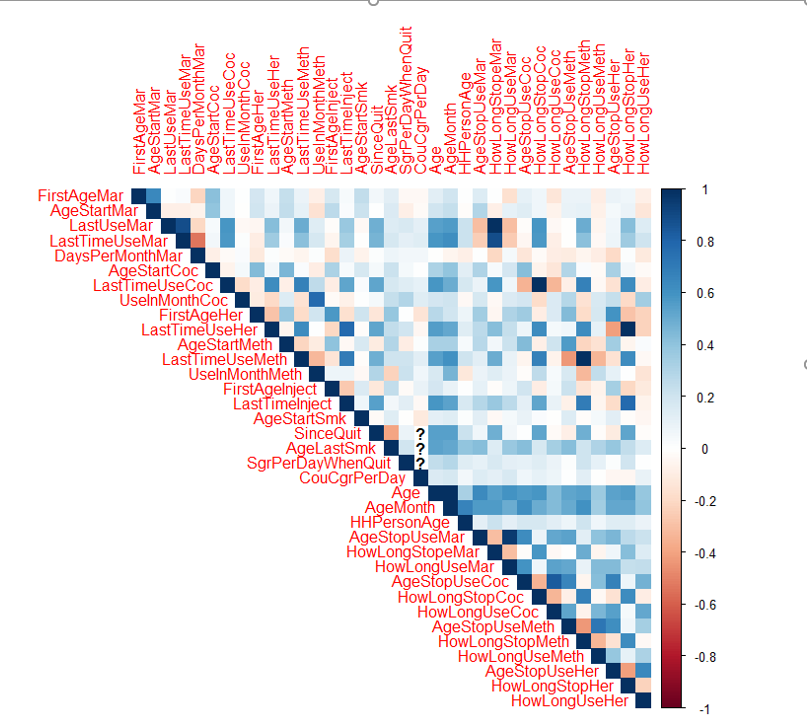 FirstAgeMar
AgeStartMar
LastUseMar
LastTimeUseMar
DaysPerMonthMar
AgeStartCoc
LastTimeUseCoc
UseInMonthCoc
FirstAgeHer
LastTimeUseHer
AgeStartMeth
LastTimeUseMeth
UseInMonthMeth
FirstAgeInject
LastTimeInject
AgeStartSmk
SinceQuit
AgeLastSmk
SgrPerDayWhenQuit
CouCgrPerDay
Age
AgeMonth
HHPersonAge
AgeStopUseMar
HowLongStopeMar
HowLongUseMar
AgeStopUseCoc
HowLongStopCoc
HowLongUseCoc
AgeStopUseMeth
HowLongStopMeth
HowLongUseMeth
AgeStopUseHer
HowLongStopHer
HowLongUseHer
FirstAgeMar
AgeStartMar
LastUseMar
LastTimeUseMar
DaysPerMonthMar
AgeStartCoc
LastTimeUseCoc
UseInMonthCoc
FirstAgeHer
LastTimeUseHer
AgeStartMeth
LastTimeUseMeth
UseInMonthMeth
FirstAgeInject
LastTimeInject
AgeStartSmk
SinceQuit ?
AgeLastSmk ?
SgrPerDayWhenQuit ?
CouCgrPerDay
Age
AgeMonth
HHPersonAge
AgeStopUseMar
HowLongStopeMar
HowLongUseMar
AgeStopUseCoc
HowLongStopCoc
HowLongUseCoc
AgeStopUseMeth
HowLongStopMeth
HowLongUseMeth
AgeStopUseHer
HowLongStopHer
HowLongUseHer
1
0.8
0.6
0.4
0.2
0
-0.2
-0.4
-0.6
-0.8
-1